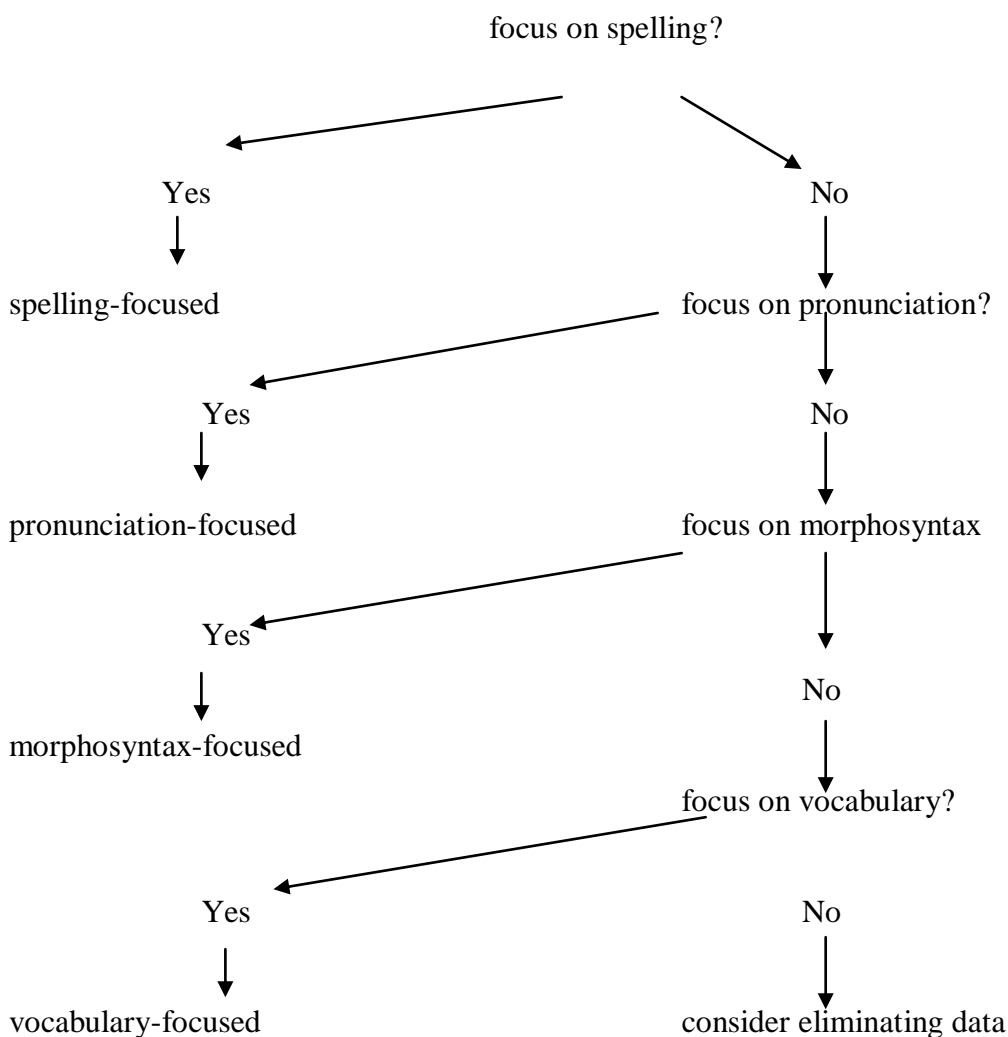 focus on spelling?
Yes No
spelling-focused focus on pronunciation?
Yes No
pronunciation-focused focus on morphosyntax
Yes
No
morphosyntax-focused
focus on vocabulary?
Yes No
vocabulary-focused consider eliminating data